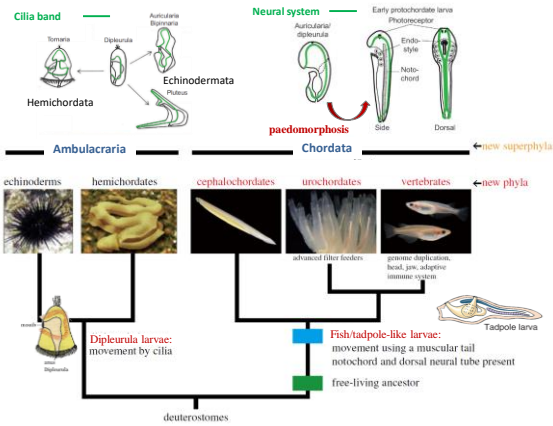 Cilia band
Auricularia
Bipinnaria
Tornaria
Dipleurula
Echinodermata
Hemichordata
Pluteus
Neural system
Early protochordate larva
Auricularia/
dipleurula
Photoreceptor
Endo-
style
Noto-
chord
paedomorphosis
Side
Dorsal
Ambulacraria
Chordata
new superphyla
echinoderms
hemichordates
cephalochordates
urochordates
vertebrates
new phyla
advanced filter feeders
genome duplication,
head, jaw, adaptive
immune system
mouth
anus
Dipleurula
Dipleurula larvae:
movement by cilia
Tadpole larva
Fish/tadpole-like larvae:
movement using a muscular tail
notochord and dorsal neural tube present
free-living ancestor
deuterostomes